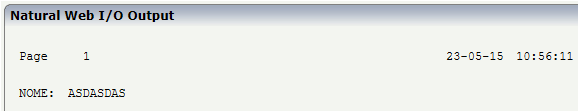 Natural Web I/O Output
Page 1 23-05-15 10:56:11
NOME: ASDASDAS